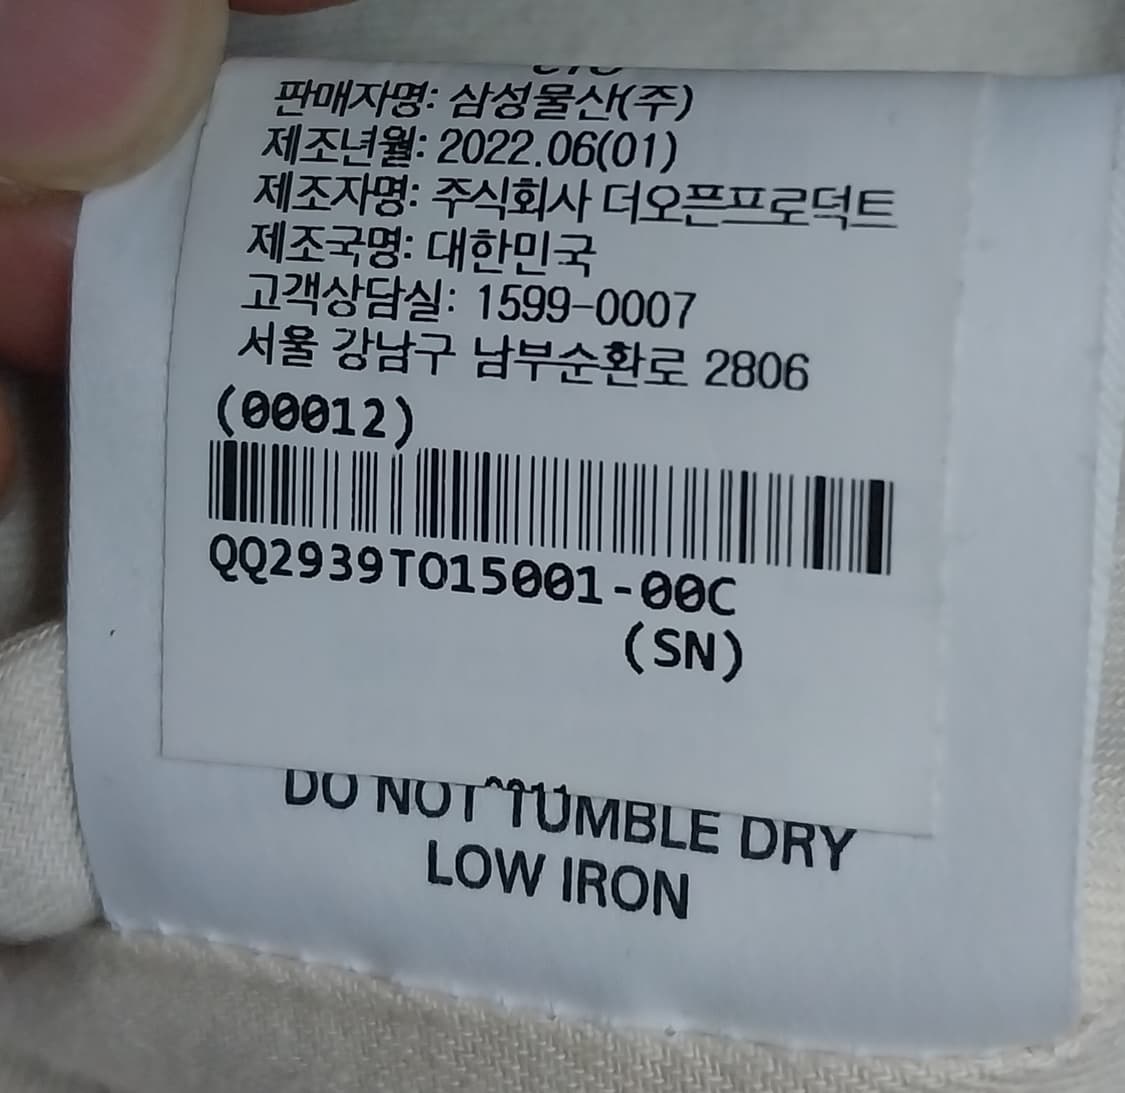 판매자명: 삼성물산(주)
제조년월: 2022.06(01)
제조자명: 주식회사 더오픈프로덕트
제조국명: 대한민국
고객상담실: 1599-0007
서울 강남구 남부순환로 2806
(00012)
QQ2939TO15001-00C
(SN)
DO NOT TUMBLE DRY
LOW IRON